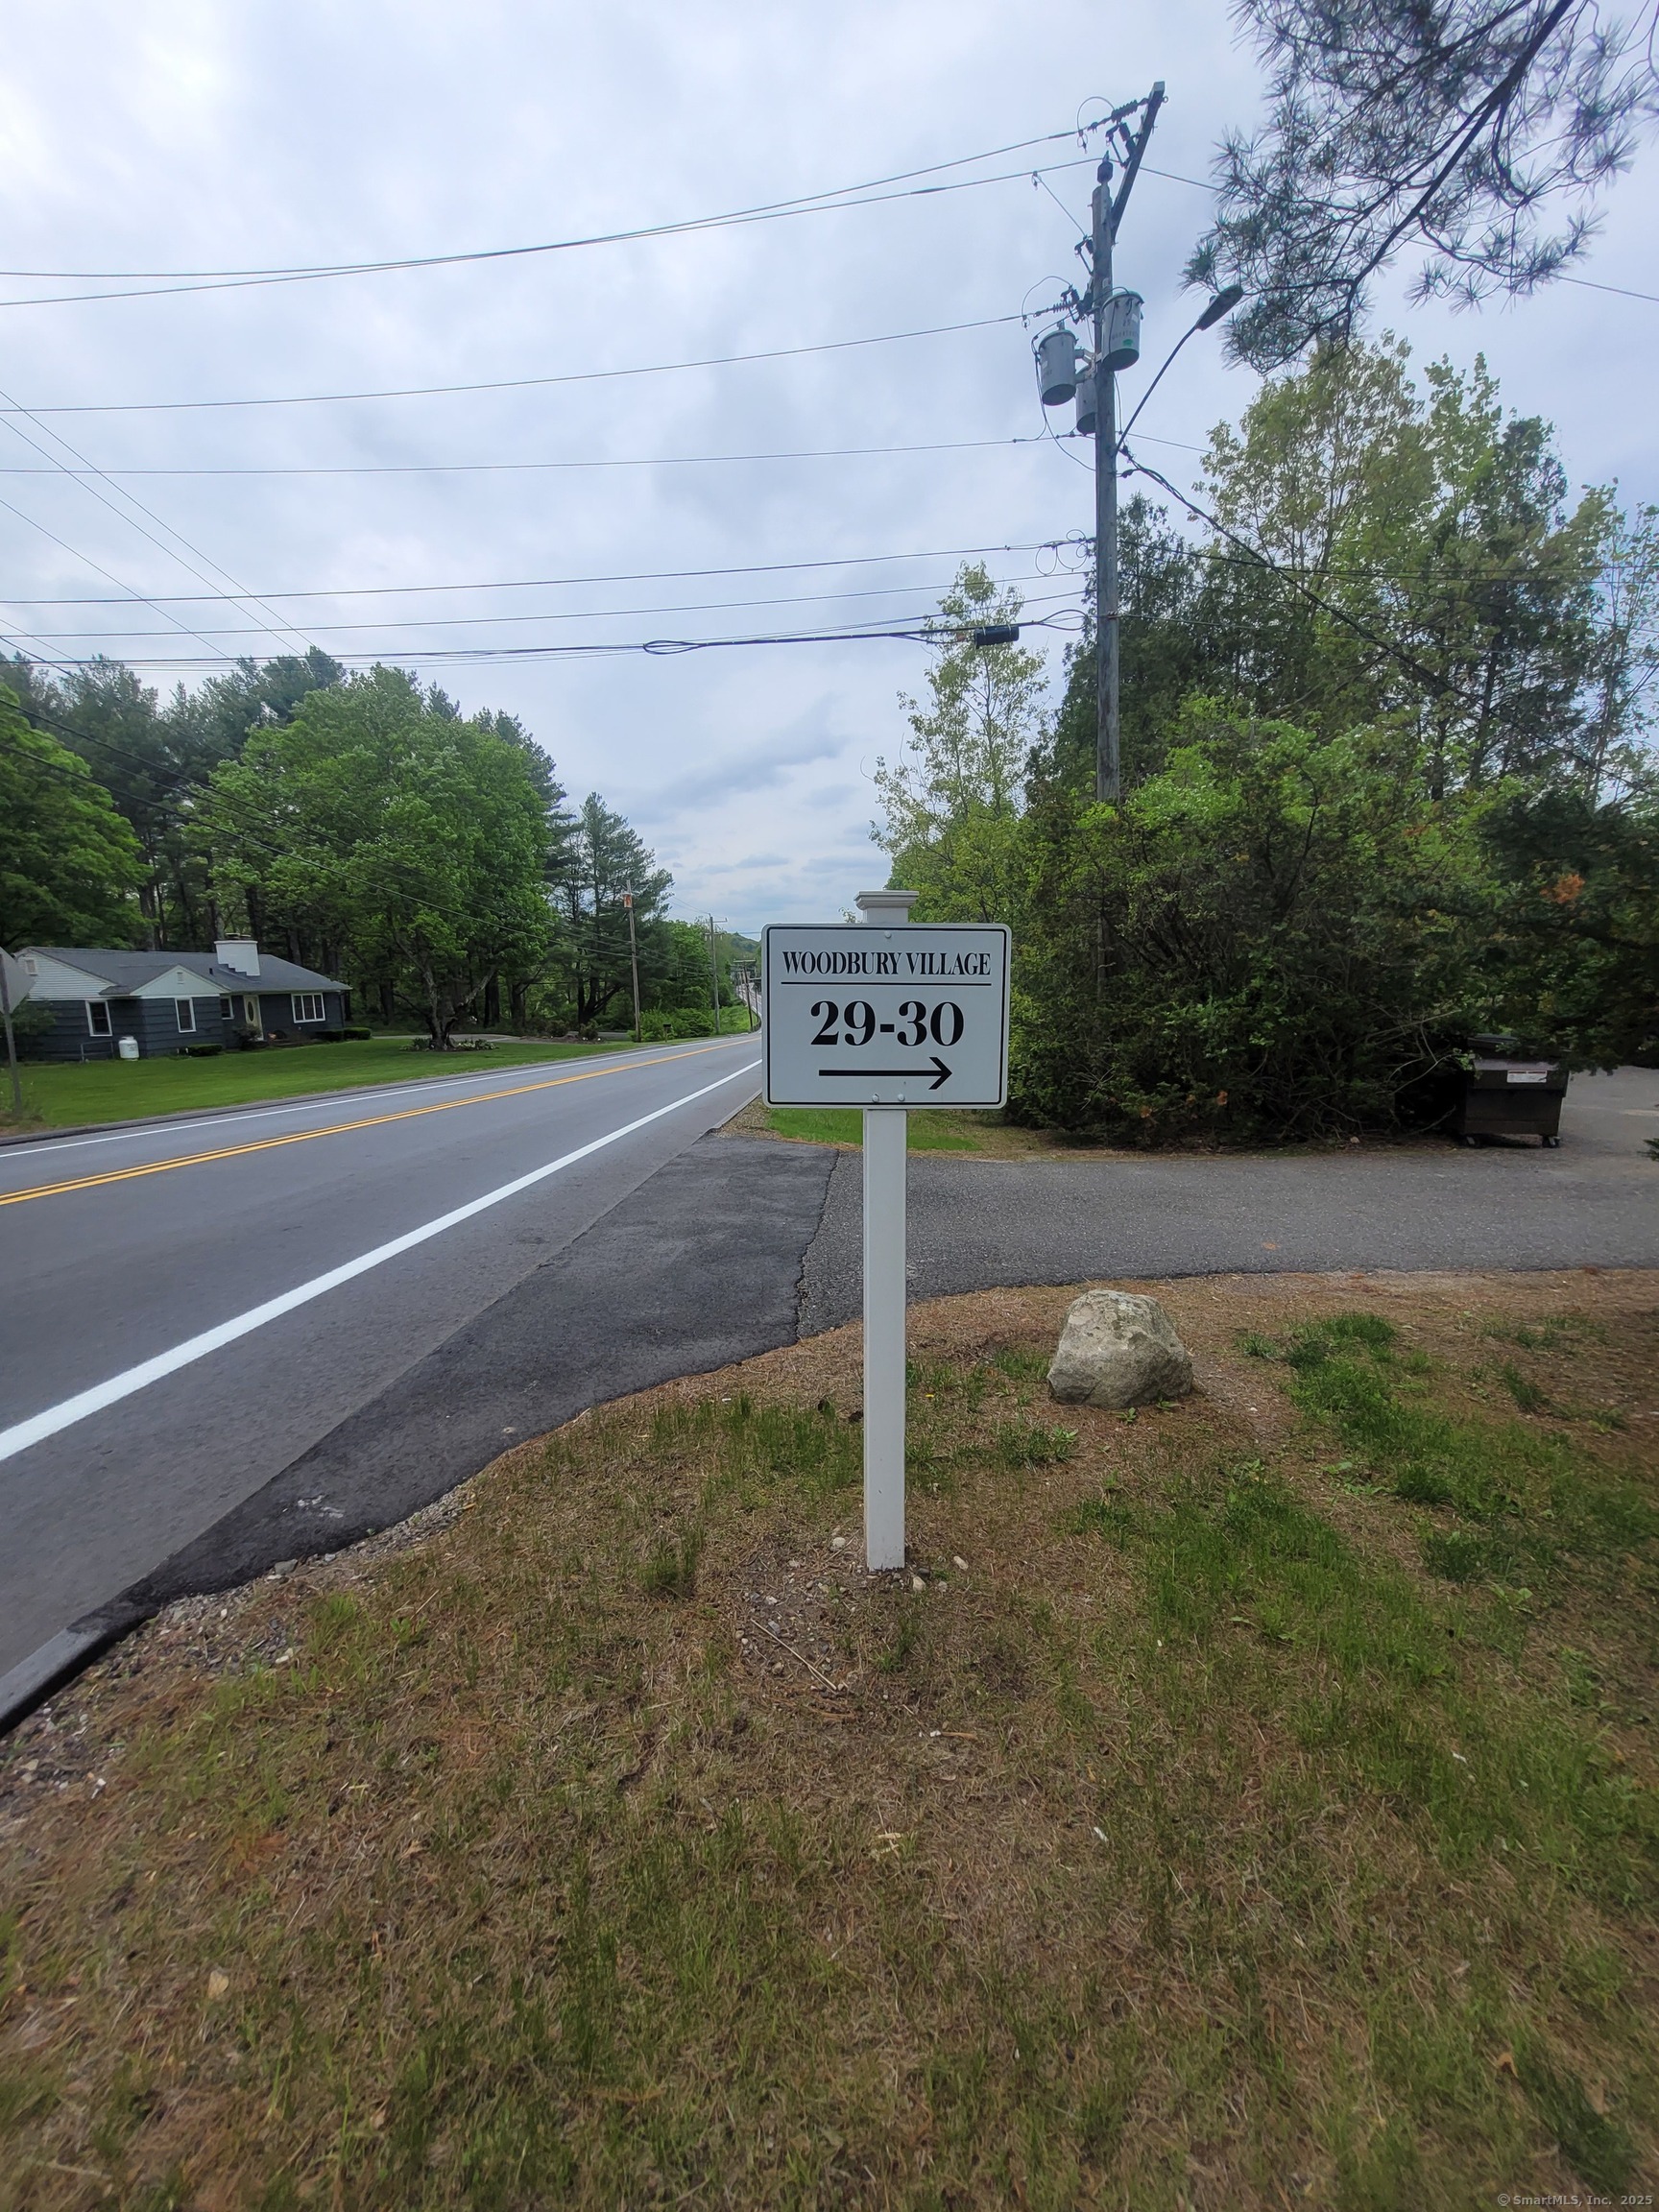 WOODBURY VILLAGE
29-30
© SmartMLS, Inc. 2025